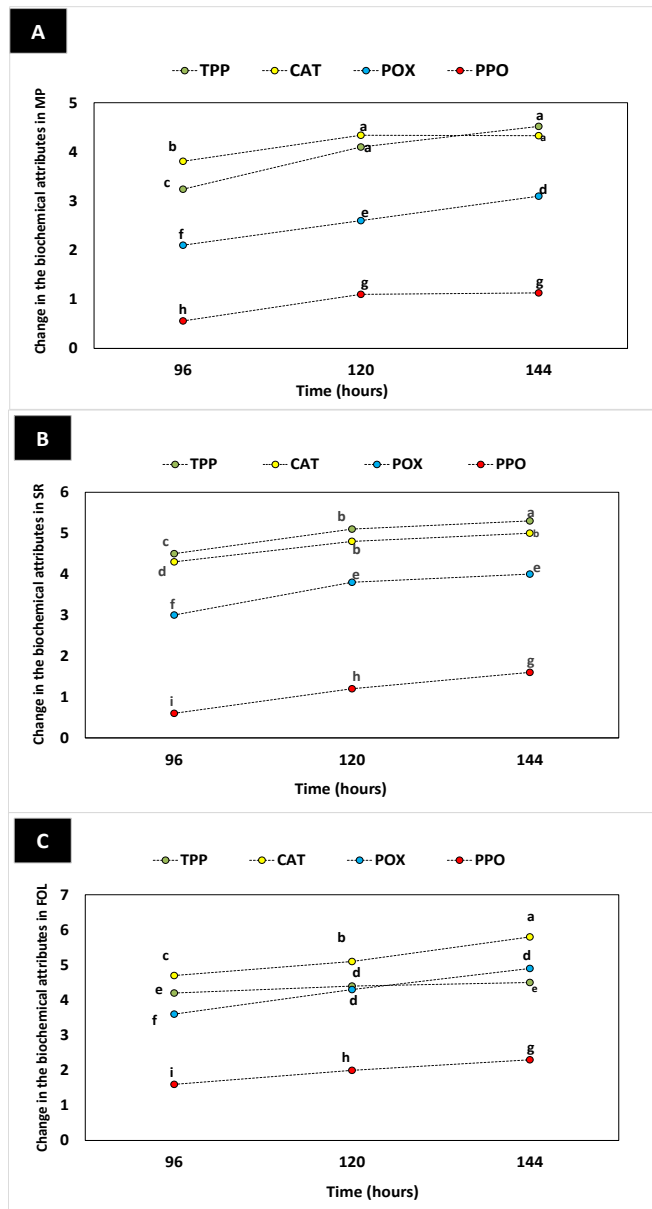 A
TPP CAT POX PPO
Change in the biochemical attributes in MP
5
4
3
2
1
0
b
a
a
c
a
a
f
e
d
h
g
g
96 120 144
Time (hours)
B
TPP CAT POX PPO
Change in the biochemical attributes in SR
6
5
4
3
2
1
0
c
b
a
d
b
b
f
e
e
i
h
g
96 120 144
Time (hours)
C
TPP CAT POX PPO
Change in the biochemical attributes in FOL
7
6
5
4
3
2
1
0
c
b
a
e
d
d
f
d
e
i
h
g
96 120 144
Time (hours)